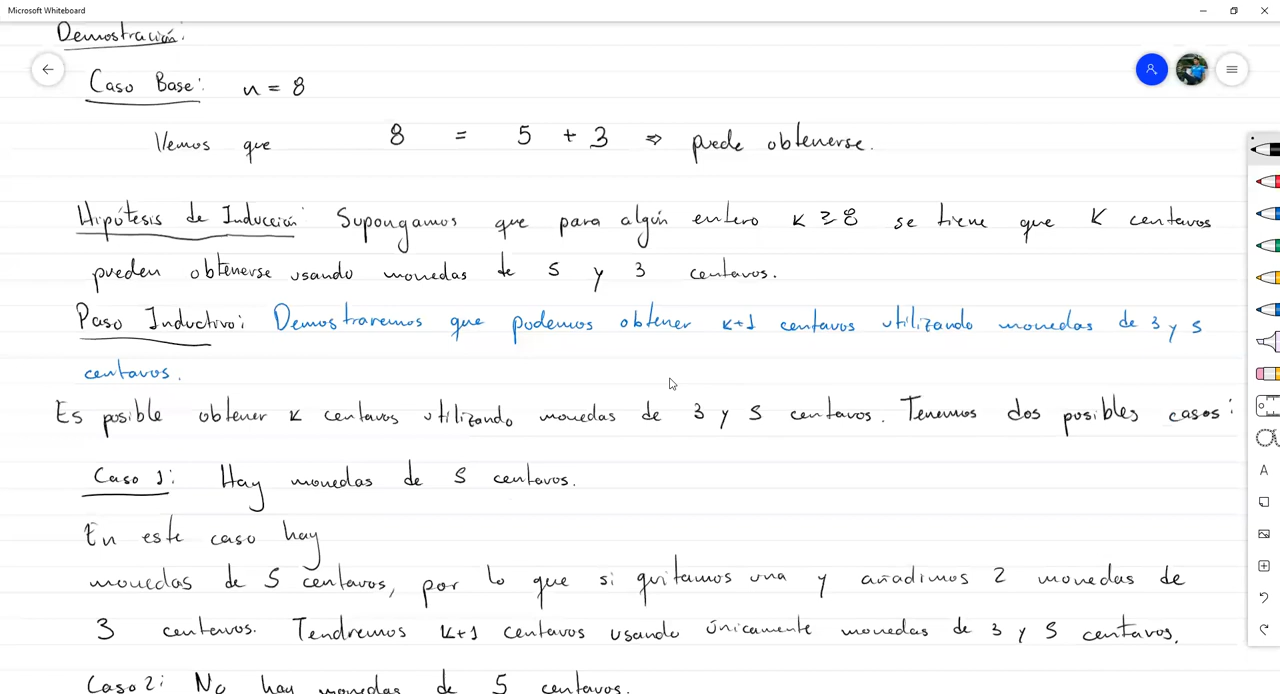 Microsoft Whiteboard
Demostración:
Caso Base: n = 8
Vemos que 8 = 5 + 3 ⇒ puede obtenerse.
Hipótesis de Inducción: Supongamos que para algún entero K ≥ 8 se tiene que K centavos
pueden obtenerse usando monedas de 5 y 3 centavos.
Paso Inductivo: Demostraremos que podemos obtener K+1 centavos utilizando monedas de 3 y 5
centavos.
Es posible obtener K centavos utilizando monedas de 3 y 5 centavos. Tenemos dos posibles casos:
Caso 1: Hay monedas de 5 centavos.
En este caso hay
monedas de 5 centavos, por lo que si quitamos una y añadimos 2 monedas de
3 centavos. Tendremos K+1 centavos usando únicamente monedas de 3 y 5 centavos.
Caso 2: No hay monedas de 5 centavos.